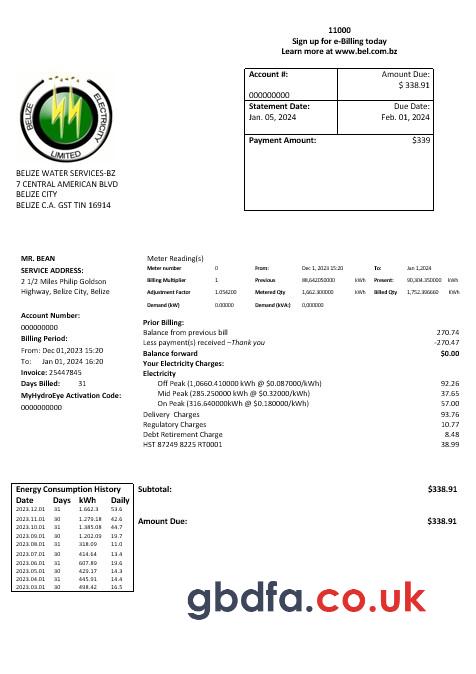 11000
Sign up for e-Billing today
Learn more at www.bel.com.bz
Account #:
Amount Due:
$ 338.91
000000000
Statement Date:
Due Date:
Jan. 05, 2024
Feb. 01, 2024
Payment Amount:
$339
BELIZE ELECTRICITY
LIMITED
BELIZE WATER SERVICES-BZ
7 CENTRAL AMERICAN BLVD
BELIZE CITY
BELIZE C.A. GST TIN 16914
MR. BEAN
SERVICE ADDRESS:
2 1/2 Miles Philip Goldson
Highway, Belize City, Belize
Account Number:
000000000
Billing Period:
From: Dec 01,2023 15:20
To: Jan 01, 2024 16:20
Invoice: 25447845
Days Billed: 31
MyHydroEye Activation Code:
0000000000
Meter Reading(s)
Meter number 0 From: Dec 1, 2023 15:20 To: Jan 1,2024
Billing Multiplier 1 Previous 88,642050000 kWh Present: 90,304.350000 kWh
Adjustment Factor 1.054200 Metered Qty 1,662.300000 kWh Billed Qty 1,752.396660 kWh
Demand (kW) 0.00000 Demand (kVA:) 0,000000
Prior Billing:
Balance from previous bill 270.74
Less payment(s) received –Thank you -270.47
Balance forward $0.00
Your Electricity Charges:
Electricity
Off Peak (1,0660.410000 kWh @ $0.087000/kWh) 92.26
Mid Peak (285.250000 kWh @ $0.32000/kWh) 37.65
On Peak (316.640000kWh @ $0.180000/kWh) 57.00
Delivery Charges 93.76
Regulatory Charges 10.77
Debt Retirement Charge 8.48
HST 87249 8225 RT0001 38.99
Energy Consumption History
Date Days kWh Daily
2023.12.01 31 1.662.3 53.6
2023.11.01 30 1.279.18 42.6
2023.10.01 31 1.385.08 44.7
2023.09.01 30 1.202.09 19.7
2023.08.01 31 318.09 11.0
2023.07.01 30 414.64 13.4
2023.06.01 31 607.89 19.6
2023.05.01 30 429.17 14.3
2023.04.01 31 445.91 14.4
2023.03.01 30 498.42 16.5
Subtotal: $338.91
Amount Due: $338.91
gbdfa.co.uk